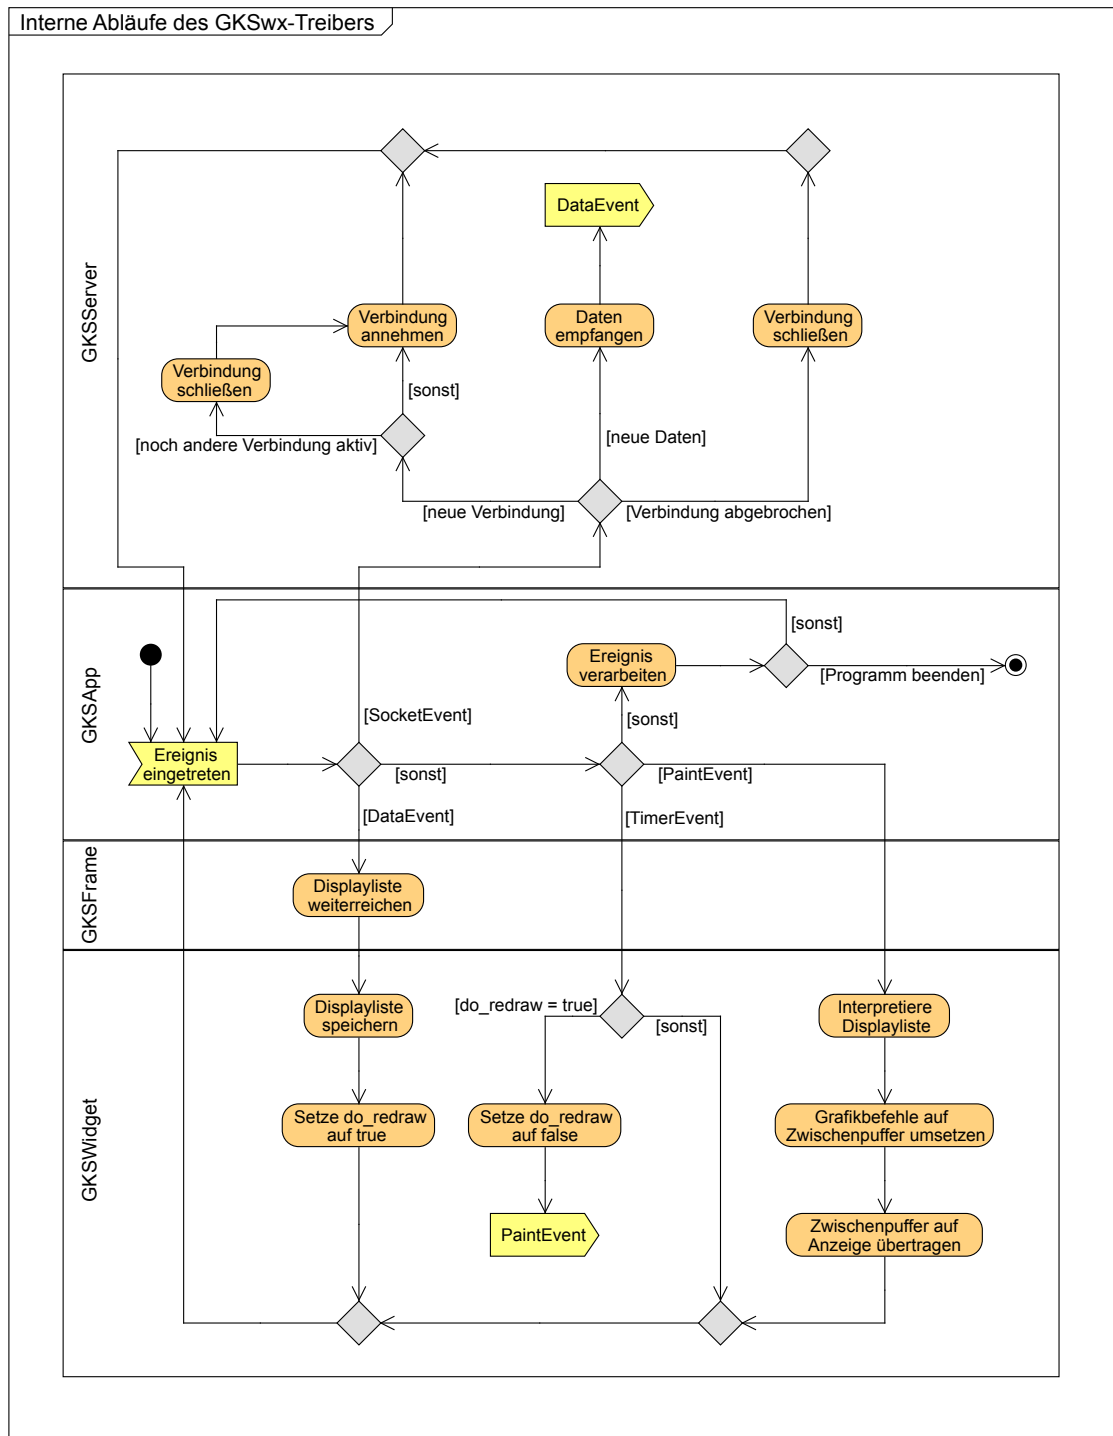 Interne Abläufe des GKSwx-Treibers
GKSServer
DataEvent
Verbindung
annehmen
Daten
empfangen
Verbindung
schließen
Verbindung
schließen
[sonst]
[noch andere Verbindung aktiv]
[neue Daten]
[neue Verbindung]
[Verbindung abgebrochen]
GKSApp
[sonst]
Ereignis
verarbeiten
[Programm beenden]
[SocketEvent]
[sonst]
Ereignis
eingetreten
[sonst]
[PaintEvent]
[DataEvent]
[TimerEvent]
GKSFrame
Displayliste
weiterreichen
GKSWidget
[do_redraw = true]
[sonst]
Displayliste
speichern
Interpretiere
Displayliste
Setze do_redraw
auf true
Setze do_redraw
auf false
Grafikbefehle auf
Zwischenpuffer umsetzen
PaintEvent
Zwischenpuffer auf
Anzeige übertragen